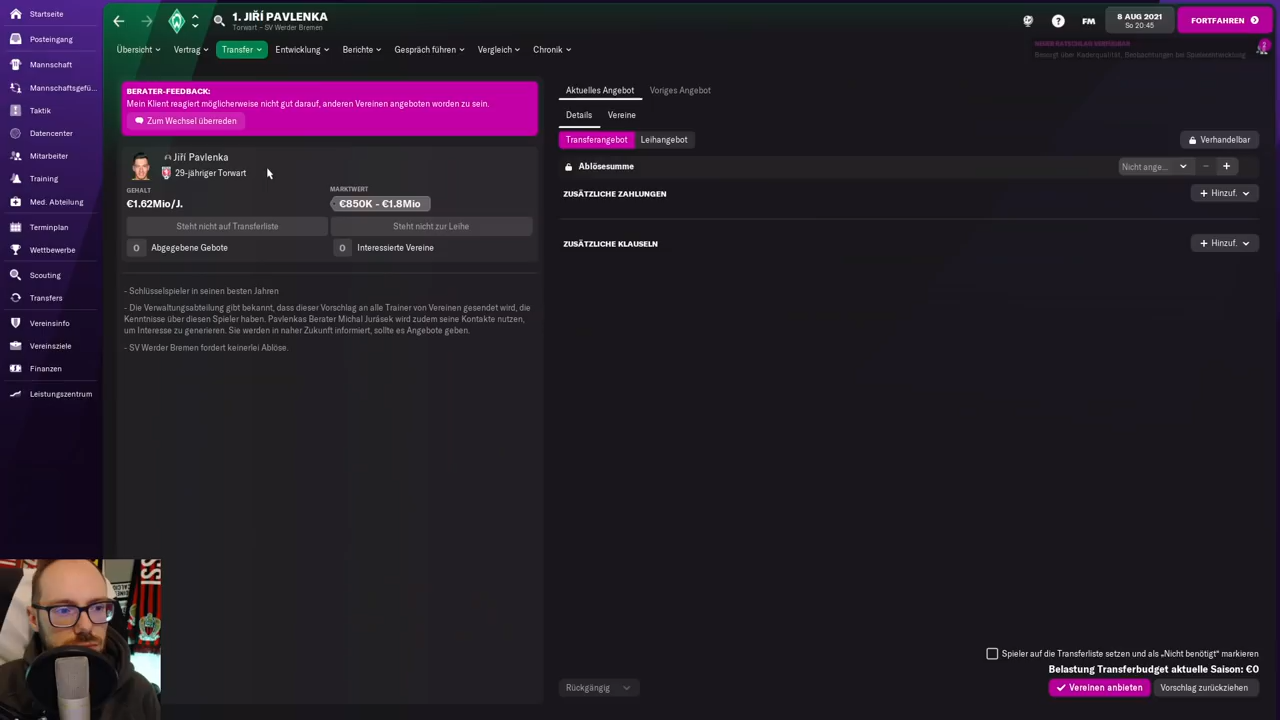 1. JIŘÍ PAVLENKA
Torwart - SV Werder Bremen
FM
8 AUG 2021
So 20:45
FORTFAHREN
Startseite
Posteingang
Mannschaft
Mannschaftsgefü...
Taktik
Datencenter
Mitarbeiter
Training
Med. Abteilung
Terminplan
Wettbewerbe
Scouting
Transfers
Vereinsinfo
Vereinsziele
Finanzen
Leistungszentrum
Übersicht
Vertrag
Transfer
Entwicklung
Berichte
Gespräch führen
Vergleich
Chronik
Besorgt über Kaderqualität, Beobachtungen bei Spielerentwicklung
BERATER-FEEDBACK:
Mein Klient reagiert möglicherweise nicht gut darauf, anderen Vereinen angeboten worden zu sein.
Zum Wechsel überreden
Jiří Pavlenka
29-jähriger Torwart
GEHALT
€1.62Mio/J.
MARKTWERT
€850K - €1.8Mio
Steht nicht auf Transferliste
Steht nicht zur Leihe
0 Abgegebene Gebote
0 Interessierte Vereine
- Schlüsselspieler in seinen besten Jahren
- Die Verwaltungsabteilung gibt bekannt, dass dieser Vorschlag an alle Trainer von Vereinen gesendet wird, die
Kenntnisse über diesen Spieler haben. Pavlenkas Berater Michal Jurásek wird zudem seine Kontakte nutzen,
um Interesse zu generieren. Sie werden in naher Zukunft informiert, sollte es Angebote geben.
- SV Werder Bremen fordert keinerlei Ablöse.
Aktuelles Angebot
Voriges Angebot
Details
Vereine
Transferangebot
Leihangebot
Verhandelbar
Ablösesumme
Nicht ange...
ZUSÄTZLICHE ZAHLUNGEN
Hinzuf.
ZUSÄTZLICHE KLAUSELN
Hinzuf.
Spieler auf die Transferliste setzen und als „Nicht benötigt" markieren
Belastung Transferbudget aktuelle Saison: €0
Rückgängig
Vereinen anbieten
Vorschlag zurückziehen